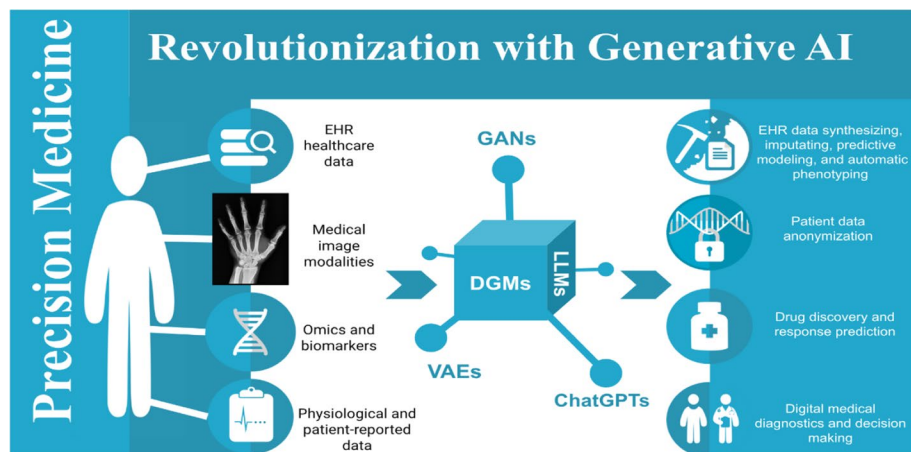 Precision Medicine
Revolutionization with Generative AI
EHR
healthcare
data
Medical
image
modalities
Omics and
biomarkers
Physiological and
patient-reported
data
GANs
DGMs
LLMs
VAEs
ChatGPTs
EHR data synthesizing,
imputating, predictive
modeling, and automatic
phenotyping
Patient data
anonymization
Drug discovery and
response prediction
Digital medical
diagnostics and decision
making